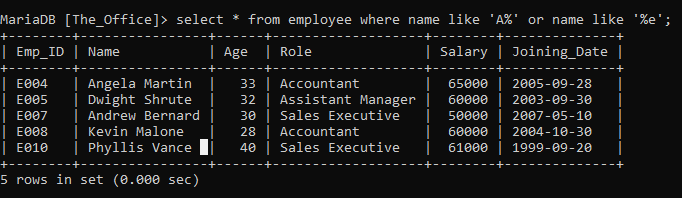 MariaDB [The_Office]> select * from employee where name like 'A%' or name like '%e';
+--------+----------------+------+-------------------+--------+--------------+
| Emp_ID | Name           | Age  | Role              | Salary | Joining_Date |
+--------+----------------+------+-------------------+--------+--------------+
| E004   | Angela Martin  |   33 | Accountant        |  65000 | 2005-09-28   |
| E005   | Dwight Shrute  |   32 | Assistant Manager |  60000 | 2003-09-30   |
| E007   | Andrew Bernard |   30 | Sales Executive   |  50000 | 2007-05-10   |
| E008   | Kevin Malone   |   28 | Accountant        |  60000 | 2004-10-30   |
| E010   | Phyllis Vance  |   40 | Sales Executive   |  61000 | 1999-09-20   |
+--------+----------------+------+-------------------+--------+--------------+
5 rows in set (0.000 sec)